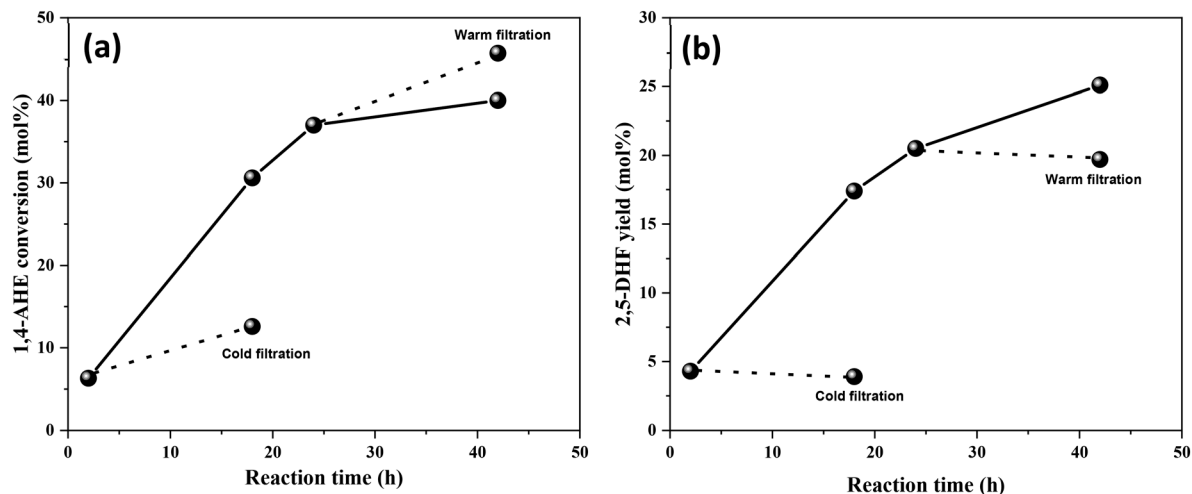 (a)
1,4-AHE conversion (mol%)
50
40
30
20
10
0
Warm filtration
Cold filtration
0 10 20 30 40 50
Reaction time (h)
(b)
2,5-DHF yield (mol%)
30
25
20
15
10
5
0
Warm filtration
Cold filtration
0 10 20 30 40 50
Reaction time (h)